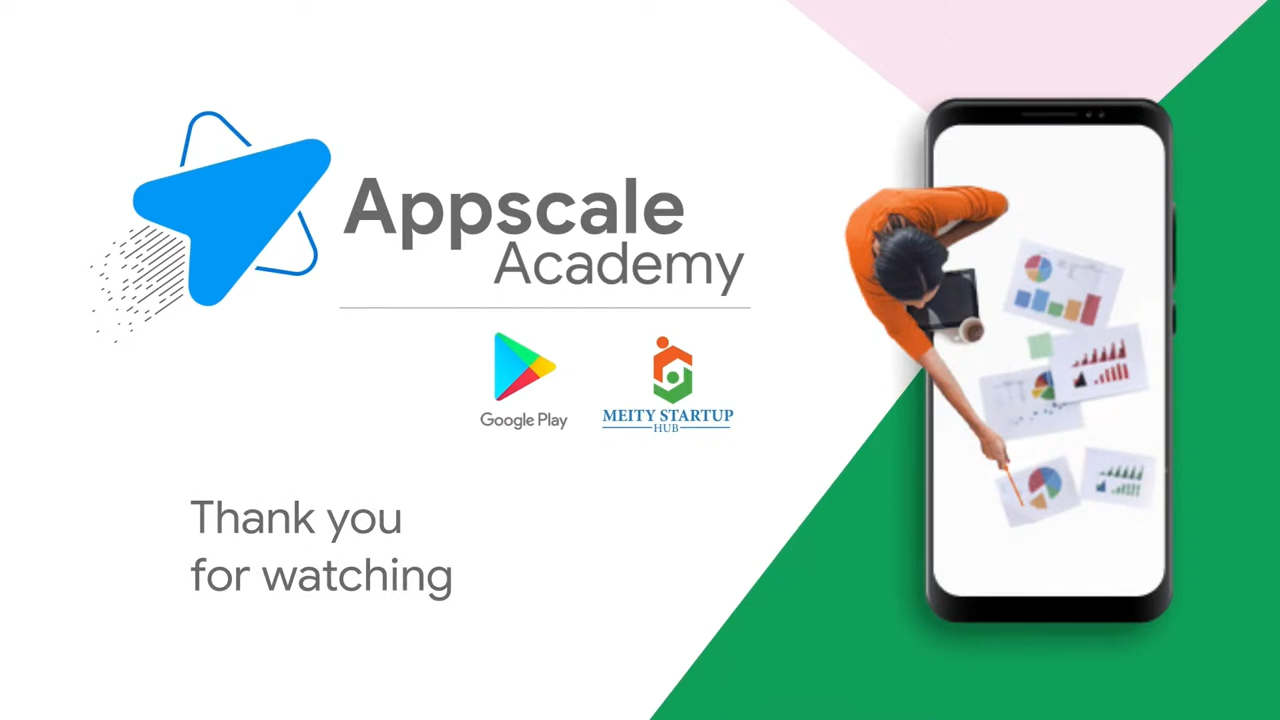 Appscale
Academy
Google Play
MEITY STARTUP
HUB
Thank you
for watching